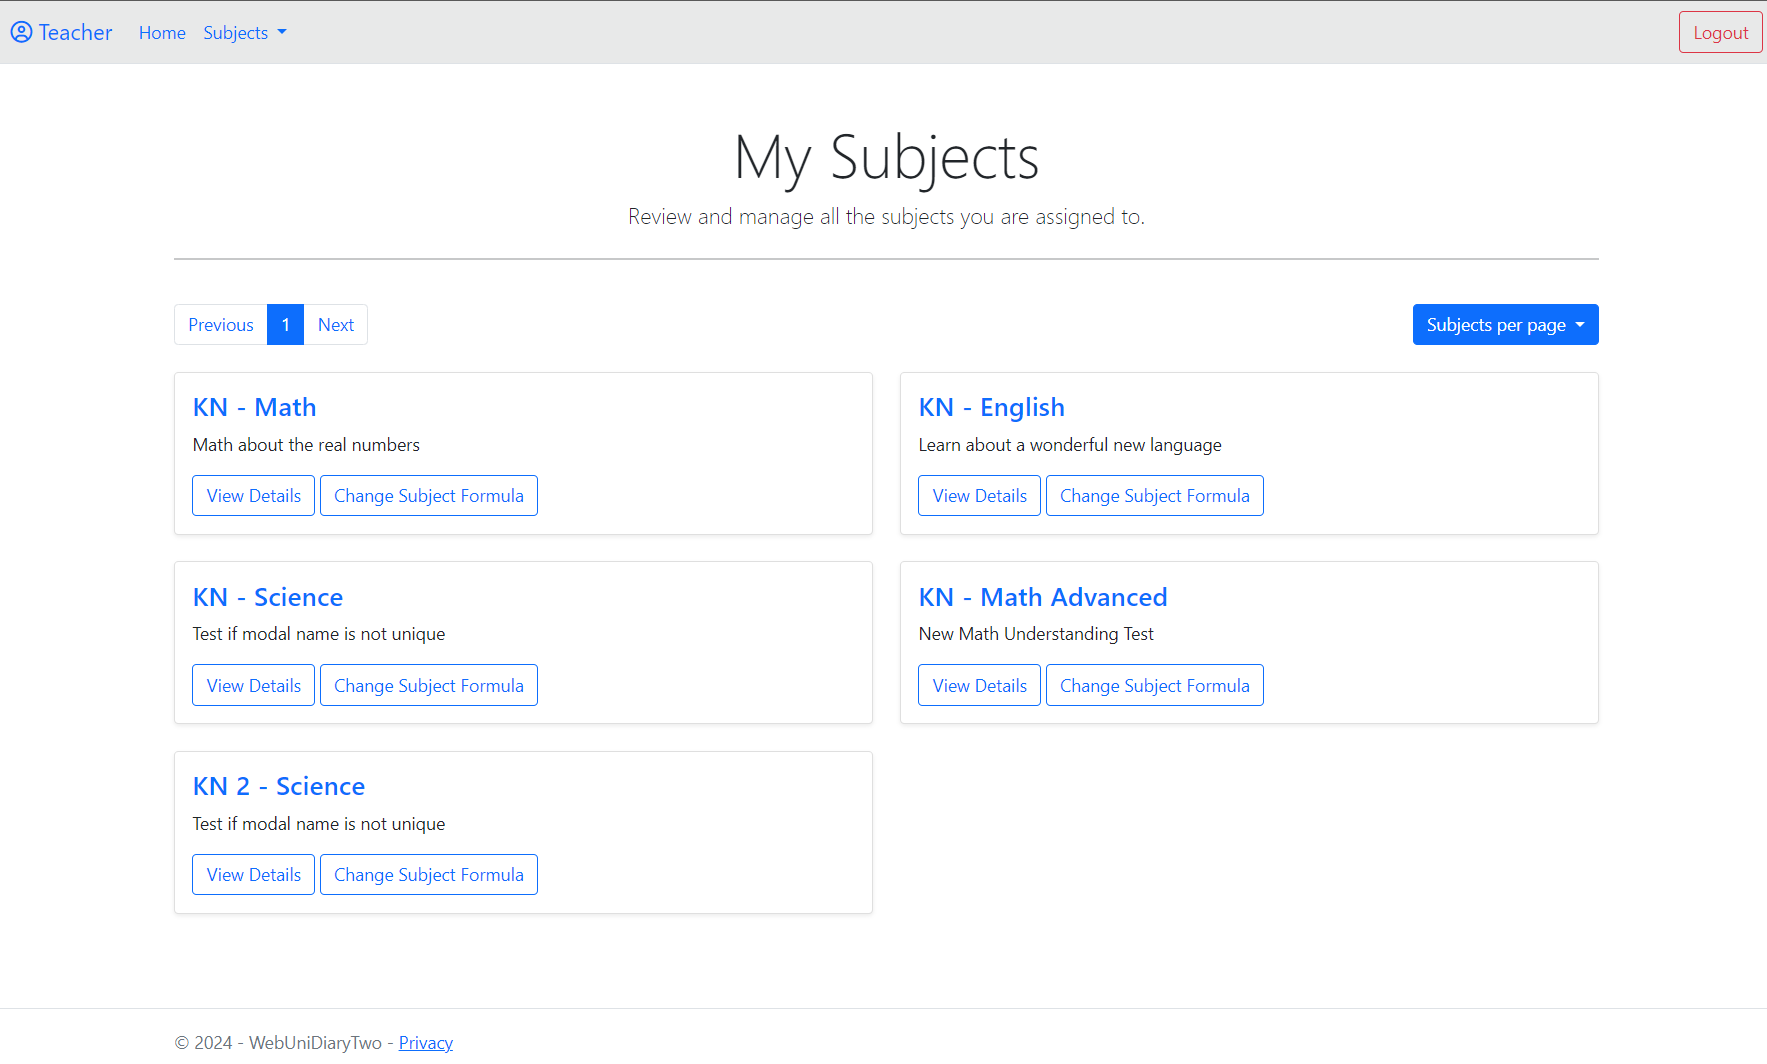 Teacher Home Subjects Logout
My Subjects
Review and manage all the subjects you are assigned to.
Previous 1 Next Subjects per page
KN - Math
Math about the real numbers
View Details Change Subject Formula
KN - English
Learn about a wonderful new language
View Details Change Subject Formula
KN - Science
Test if modal name is not unique
View Details Change Subject Formula
KN - Math Advanced
New Math Understanding Test
View Details Change Subject Formula
KN 2 - Science
Test if modal name is not unique
View Details Change Subject Formula
© 2024 - WebUniDiaryTwo - Privacy